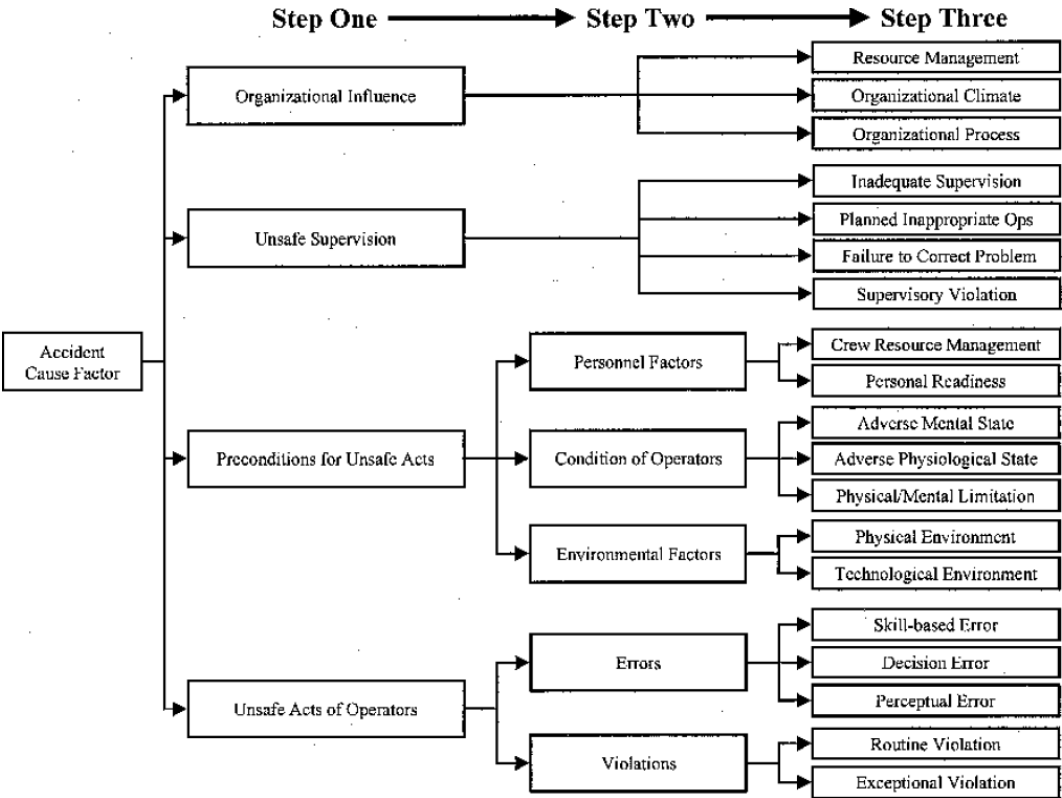 Step One Step Two Step Three
Resource Management
Organizational Influence
Organizational Climate
Organizational Process
Inadequate Supervision
Planned Inappropriate Ops
Unsafe Supervision
Failure to Correct Problem
Supervisory Violation
Accident
Cause Factor
Crew Resource Management
Personnel Factors
Personal Readiness
Adverse Mental State
Preconditions for Unsafe Acts
Condition of Operators
Adverse Physiological State
Physical/Mental Limitation
Physical Environment
Environmental Factors
Technological Environment
Skill-based Error
Errors
Decision Error
Perceptual Error
Unsafe Acts of Operators
Routine Violation
Violations
Exceptional Violation